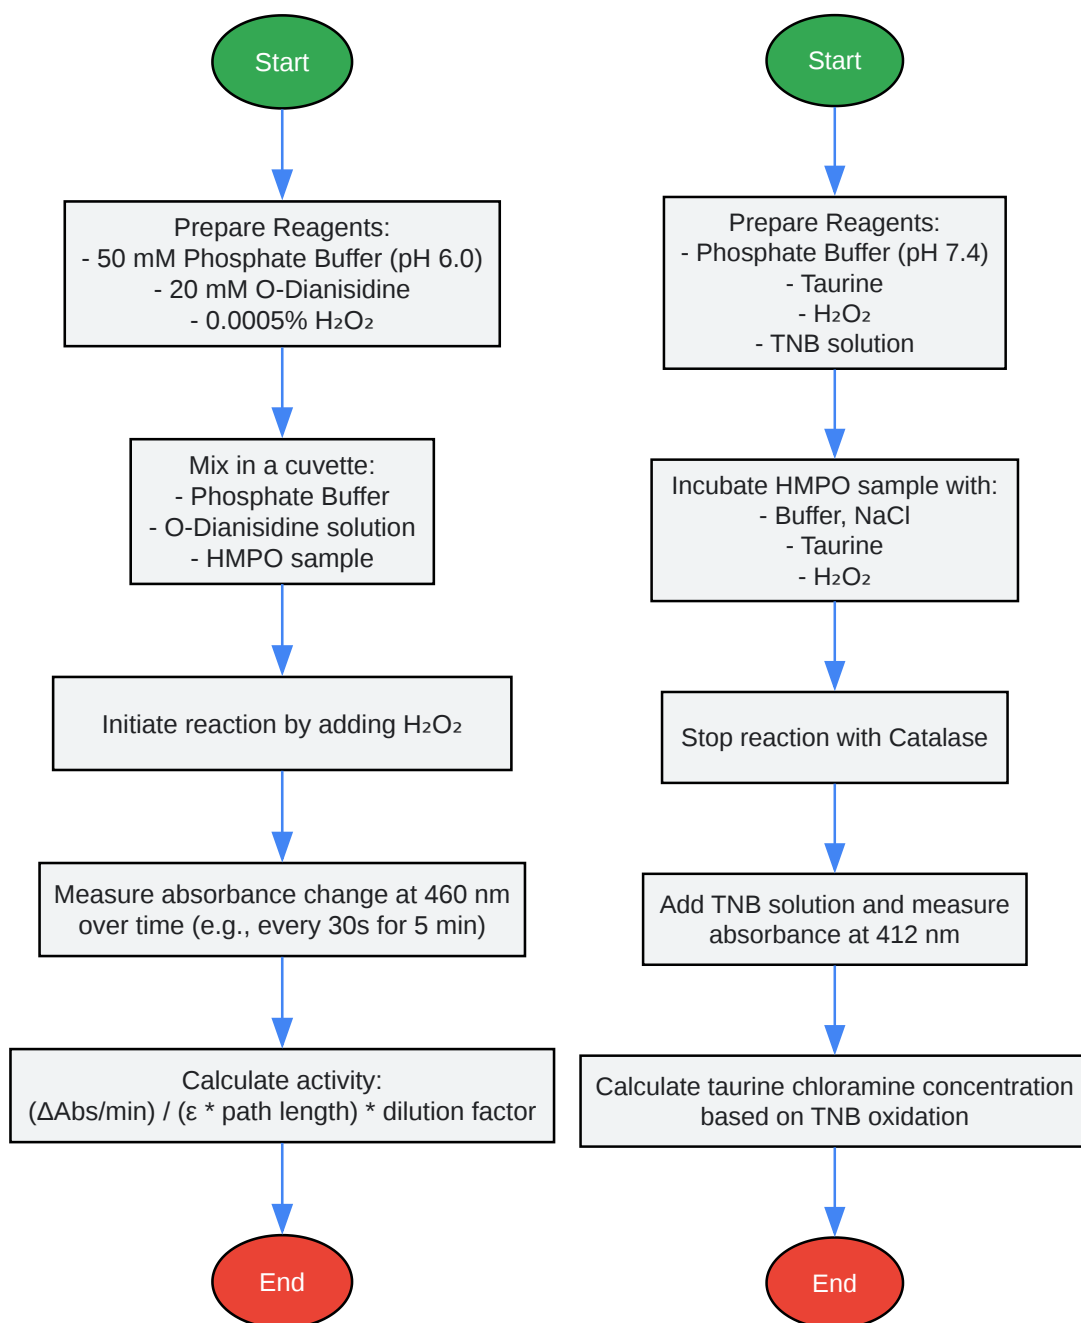 Start
Prepare Reagents:
- 50 mM Phosphate Buffer (pH 6.0)
- 20 mM O-Dianisidine
- 0.0005% H₂O₂
Mix in a cuvette:
- Phosphate Buffer
- O-Dianisidine solution
- HMPO sample
Initiate reaction by adding H₂O₂
Measure absorbance change at 460 nm
over time (e.g., every 30s for 5 min)
Calculate activity:
(ΔAbs/min) / (ε * path length) * dilution factor
End
Start
Prepare Reagents:
- Phosphate Buffer (pH 7.4)
- Taurine
- H₂O₂
- TNB solution
Incubate HMPO sample with:
- Buffer, NaCl
- Taurine
- H₂O₂
Stop reaction with Catalase
Add TNB solution and measure
absorbance at 412 nm
Calculate taurine chloramine concentration
based on TNB oxidation
End